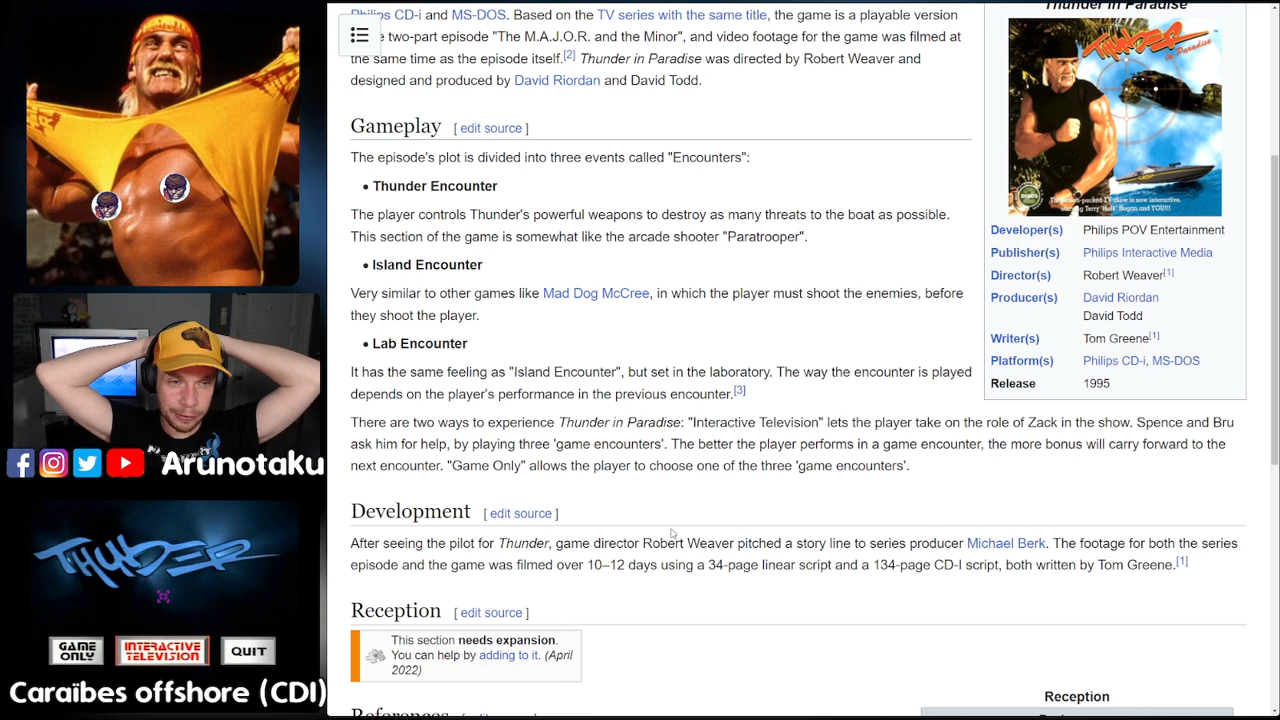 Philips CD-i and MS-DOS. Based on the TV series with the same title, the game is a playable version
two-part episode "The M.A.J.O.R. and the Minor", and video footage for the game was filmed at
the same time as the episode itself.[2] Thunder in Paradise was directed by Robert Weaver and
designed and produced by David Riordan and David Todd.
Gameplay [ edit source ]
The episode's plot is divided into three events called "Encounters":
• Thunder Encounter
The player controls Thunder's powerful weapons to destroy as many threats to the boat as possible.
This section of the game is somewhat like the arcade shooter "Paratrooper".
• Island Encounter
Very similar to other games like Mad Dog McCree, in which the player must shoot the enemies, before
they shoot the player.
• Lab Encounter
It has the same feeling as "Island Encounter", but set in the laboratory. The way the encounter is played
depends on the player's performance in the previous encounter.[3]
There are two ways to experience Thunder in Paradise: "Interactive Television" lets the player take on the role of Zack in the show. Spence and Bru
ask him for help, by playing three 'game encounters'. The better the player performs in a game encounter, the more bonus will carry forward to the
next encounter. "Game Only" allows the player to choose one of the three 'game encounters'.
Development [ edit source ]
After seeing the pilot for Thunder, game director Robert Weaver pitched a story line to series producer Michael Berk. The footage for both the series
episode and the game was filmed over 10–12 days using a 34-page linear script and a 134-page CD-I script, both written by Tom Greene.[1]
Reception [ edit source ]
This section needs expansion.
You can help by adding to it. (April
2022)
Reception
Thunder in Paradise
THUNDER
in Paradise
The action-packed TV show is now interactive.
starring Terry "Hulk" Hogan and YOU!!!
Developer(s) Philips POV Entertainment
Publisher(s) Philips Interactive Media
Director(s) Robert Weaver[1]
Producer(s) David Riordan
David Todd
Writer(s) Tom Greene[1]
Platform(s) Philips CD-i, MS-DOS
Release 1995
Arunotaku
THUNDER
GAME
ONLY
INTERACTIVE
TELEVISION
QUIT
Caraïbes offshore (CDI)